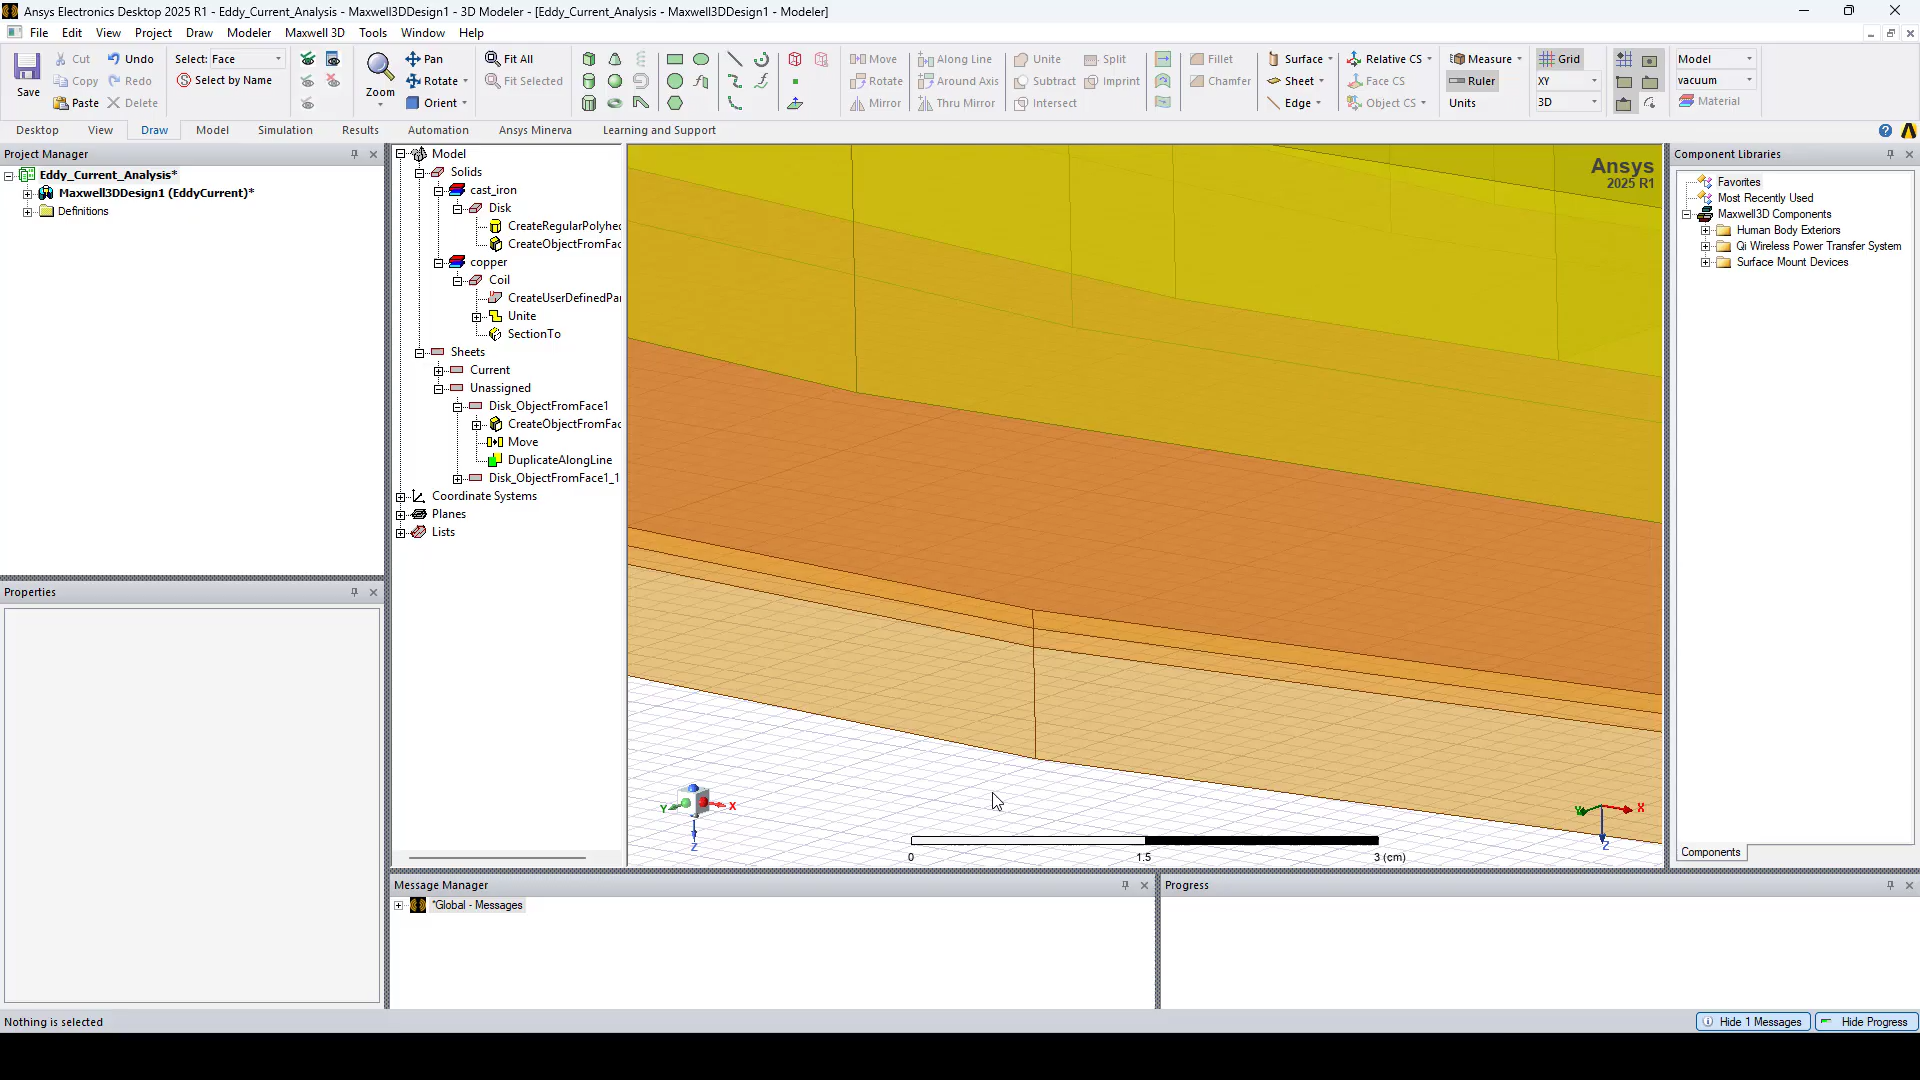 Ansys Electronics Desktop 2025 R1 - Eddy_Current_Analysis - Maxwell3DDesign1 - 3D Modeler - [Eddy_Current_Analysis - Maxwell3DDesign1 - Modeler]
File Edit View Project Draw Modeler Maxwell 3D Tools Window Help
Cut Undo Select: Face Pan Fit All Move Along Line Unite Split Fillet Surface Relative CS Measure Grid Model
Save Copy Redo Select by Name Zoom Rotate Fit Selected Rotate Around Axis Subtract Imprint Chamfer Sheet Face CS Ruler XY vacuum
Paste Delete Orient Mirror Thru Mirror Intersect Edge Object CS Units 3D Material
Desktop View Draw Model Simulation Results Automation Ansys Minerva Learning and Support
Project Manager
Eddy_Current_Analysis*
Maxwell3DDesign1 (EddyCurrent)*
Definitions
Properties
Model
Solids
cast_iron
Disk
CreateRegularPolyhed
CreateObjectFromFac
copper
Coil
CreateUserDefinedPar
Unite
SectionTo
Sheets
Current
Unassigned
Disk_ObjectFromFace1
CreateObjectFromFac
Move
DuplicateAlongLine
Disk_ObjectFromFace1_1
Coordinate Systems
Planes
Lists
Ansys
2025 R1
Y X
Z
0 1.5 3 (cm)
Y X
Z
Component Libraries
Favorites
Most Recently Used
Maxwell3D Components
Human Body Exteriors
Qi Wireless Power Transfer System
Surface Mount Devices
Components
Message Manager
*Global - Messages
Progress
Nothing is selected
Hide 1 Messages
Hide Progress